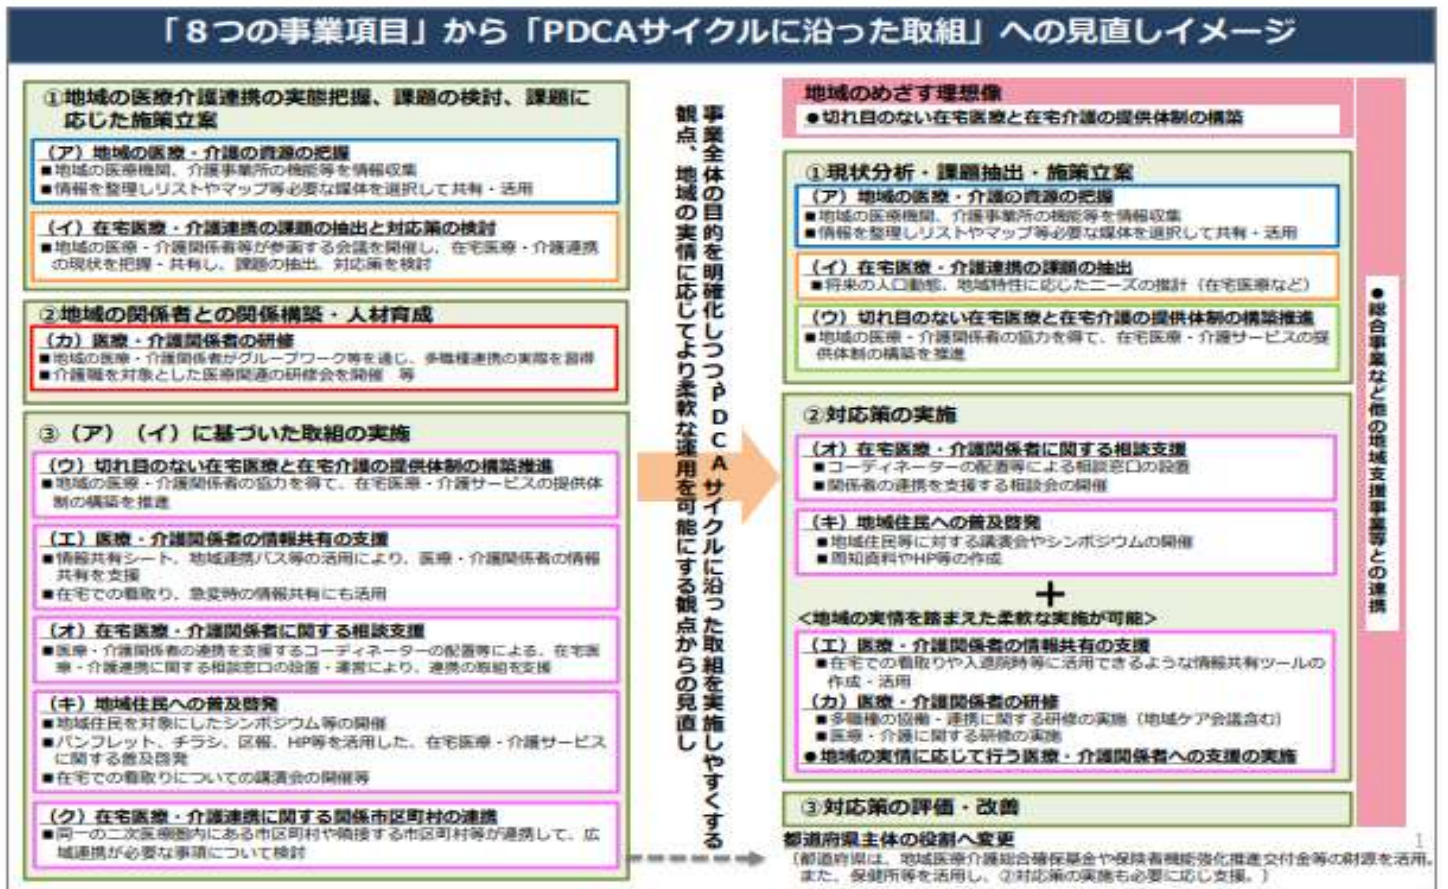 「８つの事業項目」から「PDCAサイクルに沿った取組」への見直しイメージ
①地域の医療介護連携の実態把握、課題の検討、課題に
応じた施策立案
（ア）地域の医療・介護の資源の把握
■地域の医療機関、介護事業所の機能等を情報収集
■情報を整理しリストやマップ等必要な媒体を選択して共有・活用
（イ）在宅医療・介護連携の課題の抽出と対応策の検討
■地域の医療・介護関係者等が参画する会議を開催し、在宅医療・介護連携
の現状を把握・共有し、課題の抽出、対応策を検討
②地域の関係者との関係構築・人材育成
（カ）医療・介護関係者の研修
■地域の医療・介護関係者がグループワーク等を通じ、多職種連携の実際を習得
■介護職を対象とした医療関連の研修会を開催　等
③（ア）（イ）に基づいた取組の実施
（ウ）切れ目のない在宅医療と在宅介護の提供体制の構築推進
■地域の医療・介護関係者の協力を得て、在宅医療・介護サービスの提供体
制の構築を推進
（エ）医療・介護関係者の情報共有の支援
■情報共有シート、地域連携パス等の活用により、医療・介護関係者の情報
共有を支援
■在宅での看取り、急変時の情報共有にも活用
（オ）在宅医療・介護関係者に関する相談支援
■医療・介護関係者の連携を支援するコーディネーターの配置等による、在宅医
療・介護連携に関する相談窓口の設置・運営により、連携の取組を支援
（キ）地域住民への普及啓発
■地域住民を対象にしたシンポジウム等の開催
■パンフレット、チラシ、区報、HP等を活用した、在宅医療・介護サービス
に関する普及啓発
■在宅での看取りについての講演会の開催等
（ク）在宅医療・介護連携に関する関係市区町村の連携
■同一の二次医療圏内にある市区町村や隣接する市区町村等が連携して、広
域連携が必要な事項について検討
事業全体の目的を明確化しつつ、PDCAサイクルに沿った取組を実施しやすくする
観点、地域の実情に応じてより柔軟な運用を可能にする観点からの見直し
地域のめざす理想像
●切れ目のない在宅医療と在宅介護の提供体制の構築
①現状分析・課題抽出・施策立案
（ア）地域の医療・介護の資源の把握
■地域の医療機関、介護事業所の機能等を情報収集
■情報を整理しリストやマップ等必要な媒体を選択して共有・活用
（イ）在宅医療・介護連携の課題の抽出
■将来の人口動態、地域特性に応じたニーズの推計（在宅医療など）
（ウ）切れ目のない在宅医療と在宅介護の提供体制の構築推進
■地域の医療・介護関係者の協力を得て、在宅医療・介護サービスの提
供体制の構築を推進
②対応策の実施
（オ）在宅医療・介護関係者に関する相談支援
■コーディネーターの配置等による相談窓口の設置
■関係者の連携を支援する相談会の開催
（キ）地域住民への普及啓発
■地域住民等に対する講演会やシンポジウムの開催
■周知資料やHP等の作成
＋
<地域の実情を踏まえた柔軟な実施が可能>
（エ）医療・介護関係者の情報共有の支援
■在宅での看取りや入退院時等に活用できるような情報共有ツールの
作成・活用
（カ）医療・介護関係者の研修
■多職種の協働・連携に関する研修の実施（地域ケア会議含む）
■医療・介護に関する研修の実施
●地域の実情に応じて行う医療・介護関係者への支援の実施
③対応策の評価・改善
●総合事業など他の地域支援事業等との連携
都道府県主体の役割へ変更
（都道府県は、地域医療介護総合確保基金や保険者機能強化推進交付金等の財源を活用。
また、保健所等を活用し、②対応策の実施も必要に応じ支援。）
1